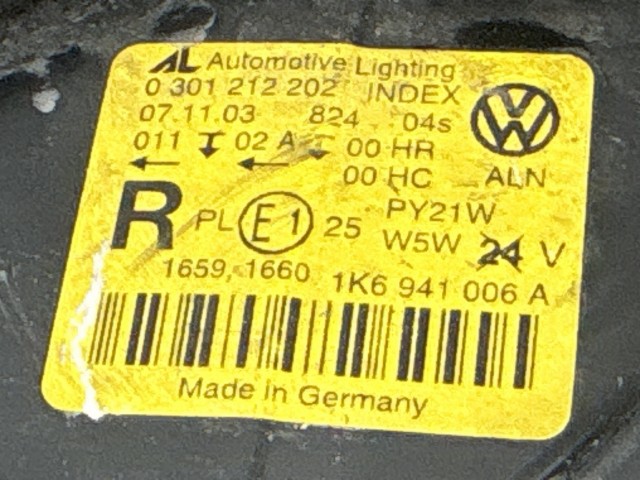 AL Automotive Lighting
0 301 212 202 INDEX
07.11.03 824 04s
011 02 A 00 HR
00 HC ALN
R PL E1 25 PY21W
W5W 24 V
1659, 1660 1K6 941 006 A
Made in Germany